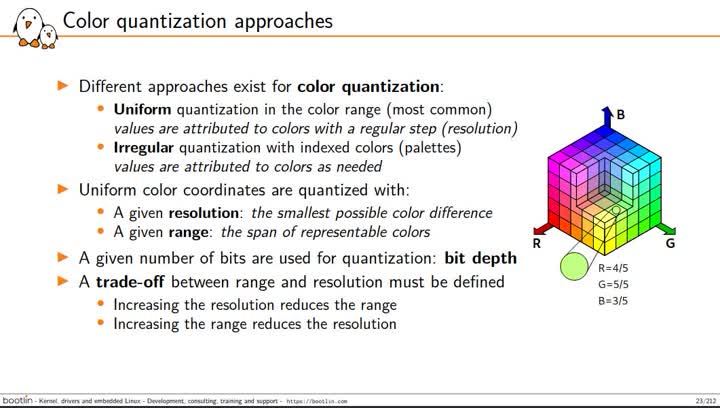 Color quantization approaches
Different approaches exist for color quantization:
Uniform quantization in the color range (most common)
values are attributed to colors with a regular step (resolution)
Irregular quantization with indexed colors (palettes)
values are attributed to colors as needed
Uniform color coordinates are quantized with:
A given resolution: the smallest possible color difference
A given range: the span of representable colors
A given number of bits are used for quantization: bit depth
A trade-off between range and resolution must be defined
Increasing the resolution reduces the range
Increasing the range reduces the resolution
B
R
G
R=4/5
G=5/5
B=3/5
bootlin - Kernel, drivers and embedded Linux - Development, consulting, training and support - https://bootlin.com
23/212